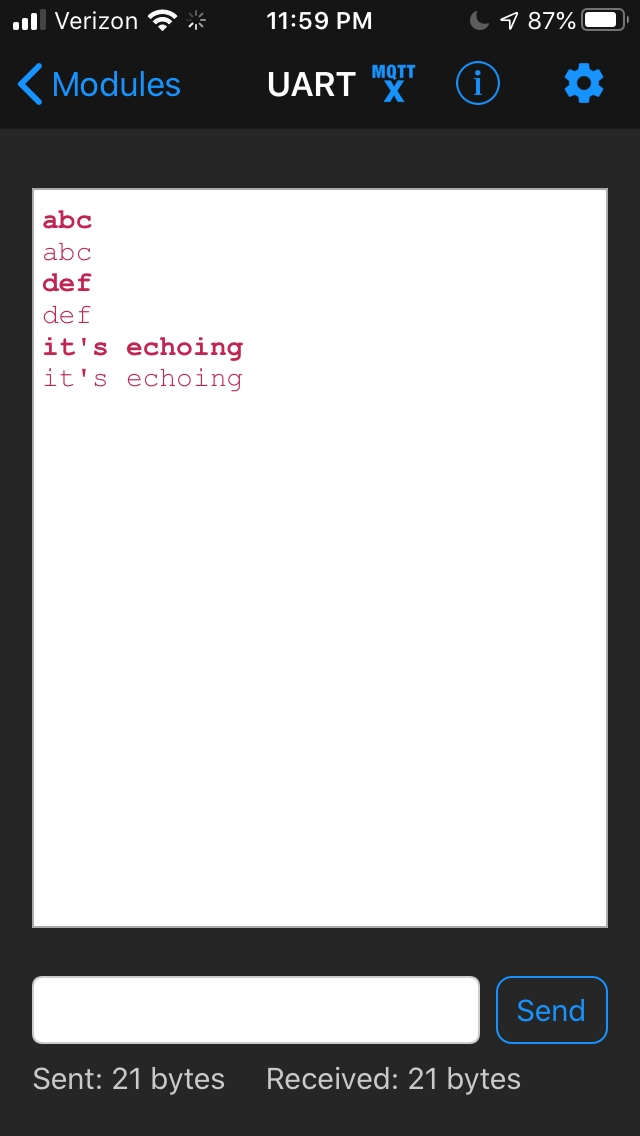 Verizon 11:59 PM 87%
Modules UART MQTT X i
abc
abc
def
def
it's echoing
it's echoing
Send
Sent: 21 bytes Received: 21 bytes